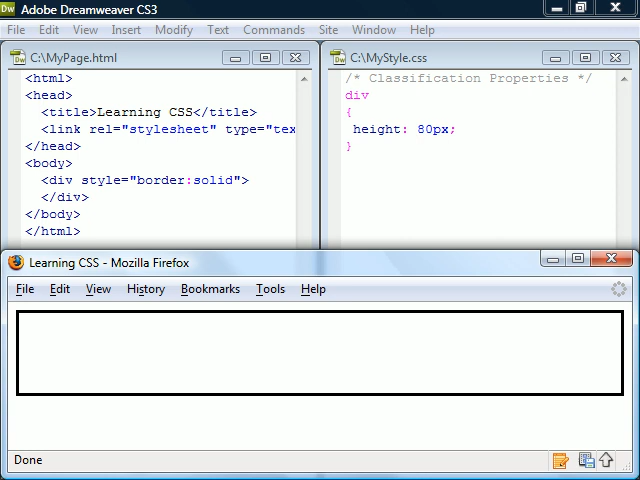 Dw Adobe Dreamweaver CS3
File Edit View Insert Modify Text Commands Site Window Help
C:\MyPage.html
<html>
<head>
<title>Learning CSS</title>
<link rel="stylesheet" type="tex
</head>
<body>
<div style="border:solid">
</div>
</body>
</html>
C:\MyStyle.css
/* Classification Properties */
div
{
height: 80px;
}
Learning CSS - Mozilla Firefox
File Edit View History Bookmarks Tools Help
Done